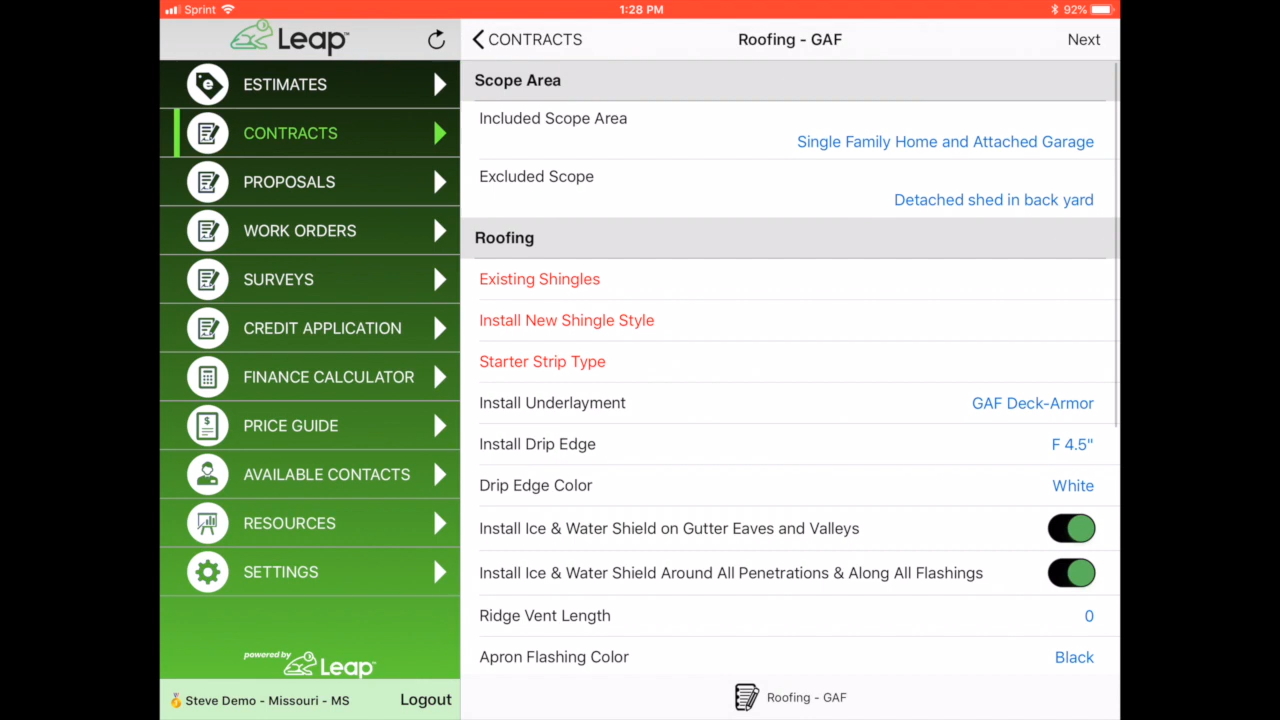 Sprint
1:28 PM
92%
Leap™
ESTIMATES
CONTRACTS
PROPOSALS
WORK ORDERS
SURVEYS
CREDIT APPLICATION
FINANCE CALCULATOR
PRICE GUIDE
AVAILABLE CONTACTS
RESOURCES
SETTINGS
powered by Leap™
Steve Demo - Missouri - MS
Logout
CONTRACTS
Roofing - GAF
Next
Scope Area
Included Scope Area
Single Family Home and Attached Garage
Excluded Scope
Detached shed in back yard
Roofing
Existing Shingles
Install New Shingle Style
Starter Strip Type
Install Underlayment GAF Deck-Armor
Install Drip Edge F 4.5"
Drip Edge Color White
Install Ice & Water Shield on Gutter Eaves and Valleys
Install Ice & Water Shield Around All Penetrations & Along All Flashings
Ridge Vent Length 0
Apron Flashing Color Black
Roofing - GAF